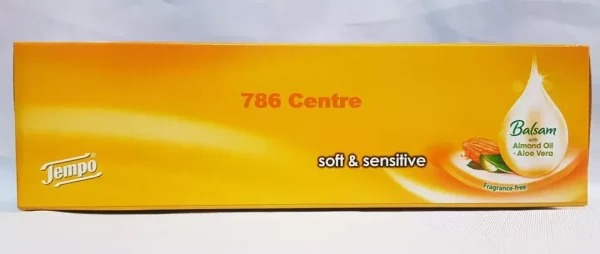 786 Centre
Balsam
with
Almond Oil
+ Aloe Vera
soft & sensitive
Tempo®
Fragrance-free